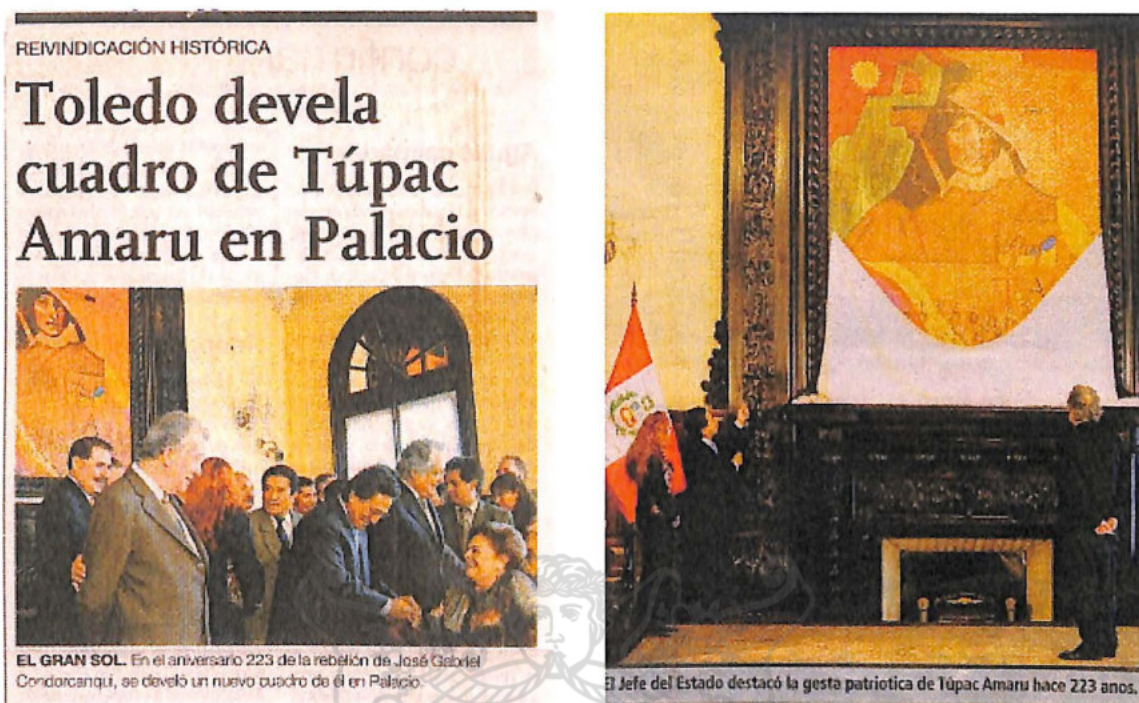 REIVINDICACIÓN HISTÓRICA
Toledo devela
cuadro de Túpac
Amaru en Palacio
EL GRAN SOL. En el aniversario 223 de la rebelión de José Gabriel
Condorcanqui, se develó un nuevo cuadro de él en Palacio.
El Jefe del Estado destacó la gesta patriotica de Túpac Amaru hace 223 anos.